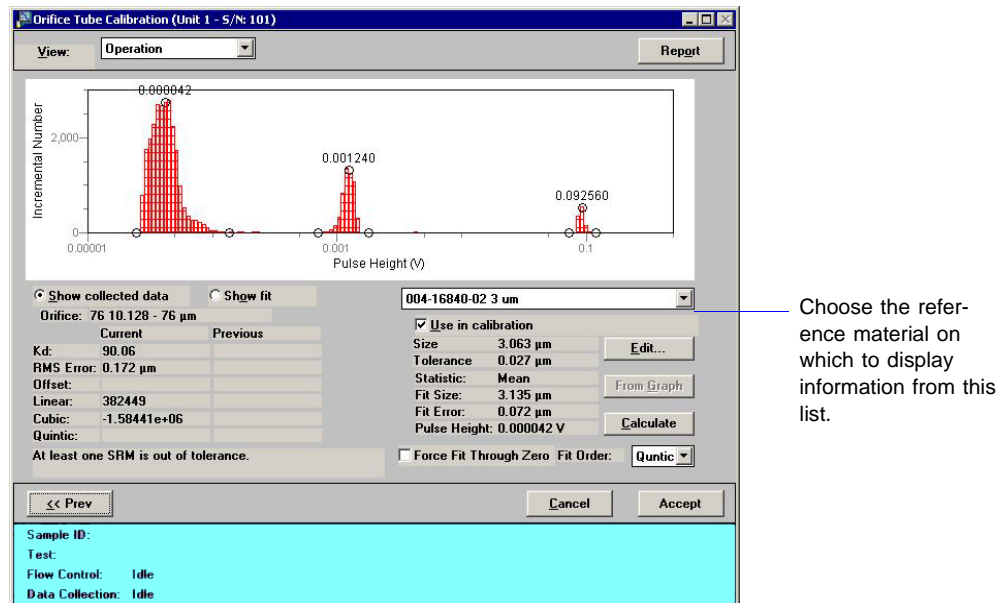 Orifice Tube Calibration (Unit 1 - S/N: 101)
View: Operation Report
0.000042
0.001240
0.092560
Incremental Number
2,000
0
0.00001 0.001 0.1
Pulse Height (V)
Show collected data Show fit
Orifice: 76 10.128 - 76 µm
Current Previous
Kd: 90.06
RMS Error: 0.172 µm
Offset:
Linear: 382449
Cubic: -1.58441e+06
Quintic:
At least one SRM is out of tolerance.
004-16840-02 3 um
Use in calibration
Size 3.063 µm Edit...
Tolerance 0.027 µm
Statistic: Mean From Graph
Fit Size: 3.135 µm
Fit Error: 0.072 µm Calculate
Pulse Height: 0.000042 V
Force Fit Through Zero Fit Order: Quntic
<< Prev Cancel Accept
Sample ID:
Test:
Flow Control: Idle
Data Collection: Idle
Choose the refer-
ence material on
which to display
information from this
list.